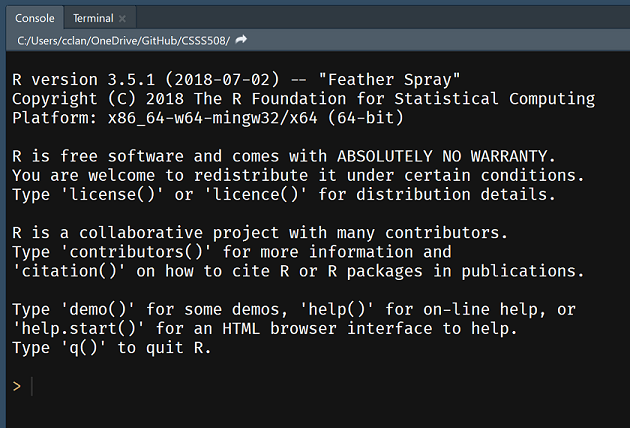 Console Terminal
C:/Users/cclan/OneDrive/GitHub/CSSS508/
R version 3.5.1 (2018-07-02) -- "Feather Spray"
Copyright (C) 2018 The R Foundation for Statistical Computing
Platform: x86_64-w64-mingw32/x64 (64-bit)
R is free software and comes with ABSOLUTELY NO WARRANTY.
You are welcome to redistribute it under certain conditions.
Type 'license()' or 'licence()' for distribution details.
R is a collaborative project with many contributors.
Type 'contributors()' for more information and
'citation()' on how to cite R or R packages in publications.
Type 'demo()' for some demos, 'help()' for on-line help, or
'help.start()' for an HTML browser interface to help.
Type 'q()' to quit R.
>